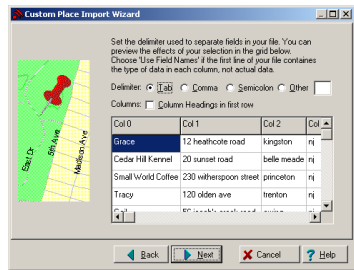 Custom Place Import Wizard
Set the delimiter used to separate fields in your file. You can
preview the effects of your selection in the grid below.
Choose 'Use Field Names' if the first line of your file containes
the type of data in each column, not actual data.
Delimiter: Tab Comma Semicolon Other
Columns: Column Headings in first row
Col 0 Col 1 Col 2 Col
Grace 12 heathcote road kingston nj
Cedar Hill Kennel 20 sunset road belle meade nj
Small World Coffee 230 witherspoon street princeton nj
Tracy 120 olden ave trenton nj
East Dr
5th Ave
Madison Ave
Back Next Cancel Help